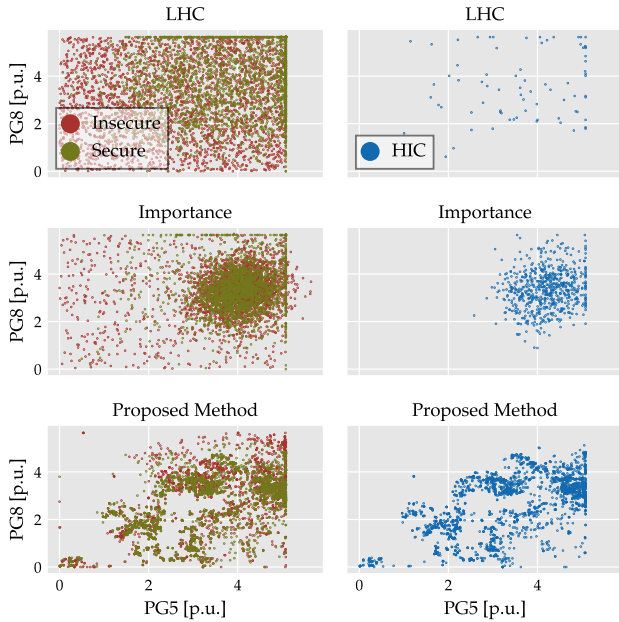 LHC
LHC
PG8 [p.u.]
4
2
0
Insecure
Secure
HIC
Importance
Importance
PG8 [p.u.]
4
2
0
Proposed Method
Proposed Method
PG8 [p.u.]
4
2
0
0 2 4
0 2 4
PG5 [p.u.]
PG5 [p.u.]